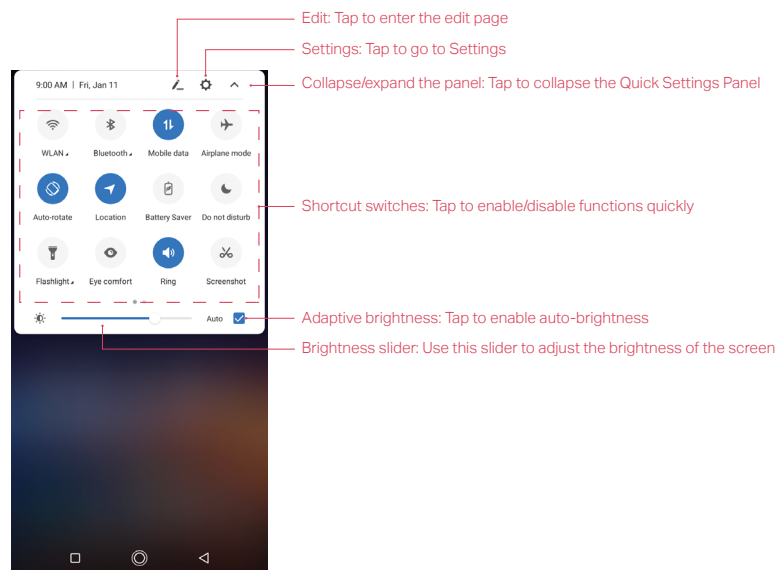 Edit: Tap to enter the edit page
Settings: Tap to go to Settings
Collapse/expand the panel: Tap to collapse the Quick Settings Panel
9:00 AM | Fri, Jan 11
WLAN Bluetooth Mobile data Airplane mode
Shortcut switches: Tap to enable/disable functions quickly
Auto-rotate Location Battery Saver Do not disturb
Flashlight Eye comfort Ring Screenshot
Adaptive brightness: Tap to enable auto-brightness
Auto
Brightness slider: Use this slider to adjust the brightness of the screen